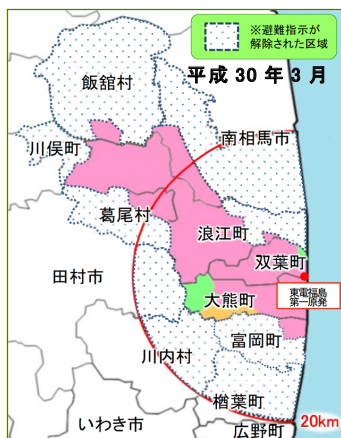 ※避難指示が
解除された区域
平成 30 年 3 月
飯舘村
川俣町
南相馬市
葛尾村
浪江町
双葉町
田村市
東電福島
第一原発
大熊町
富岡町
川内村
楢葉町
いわき市
広野町
20km